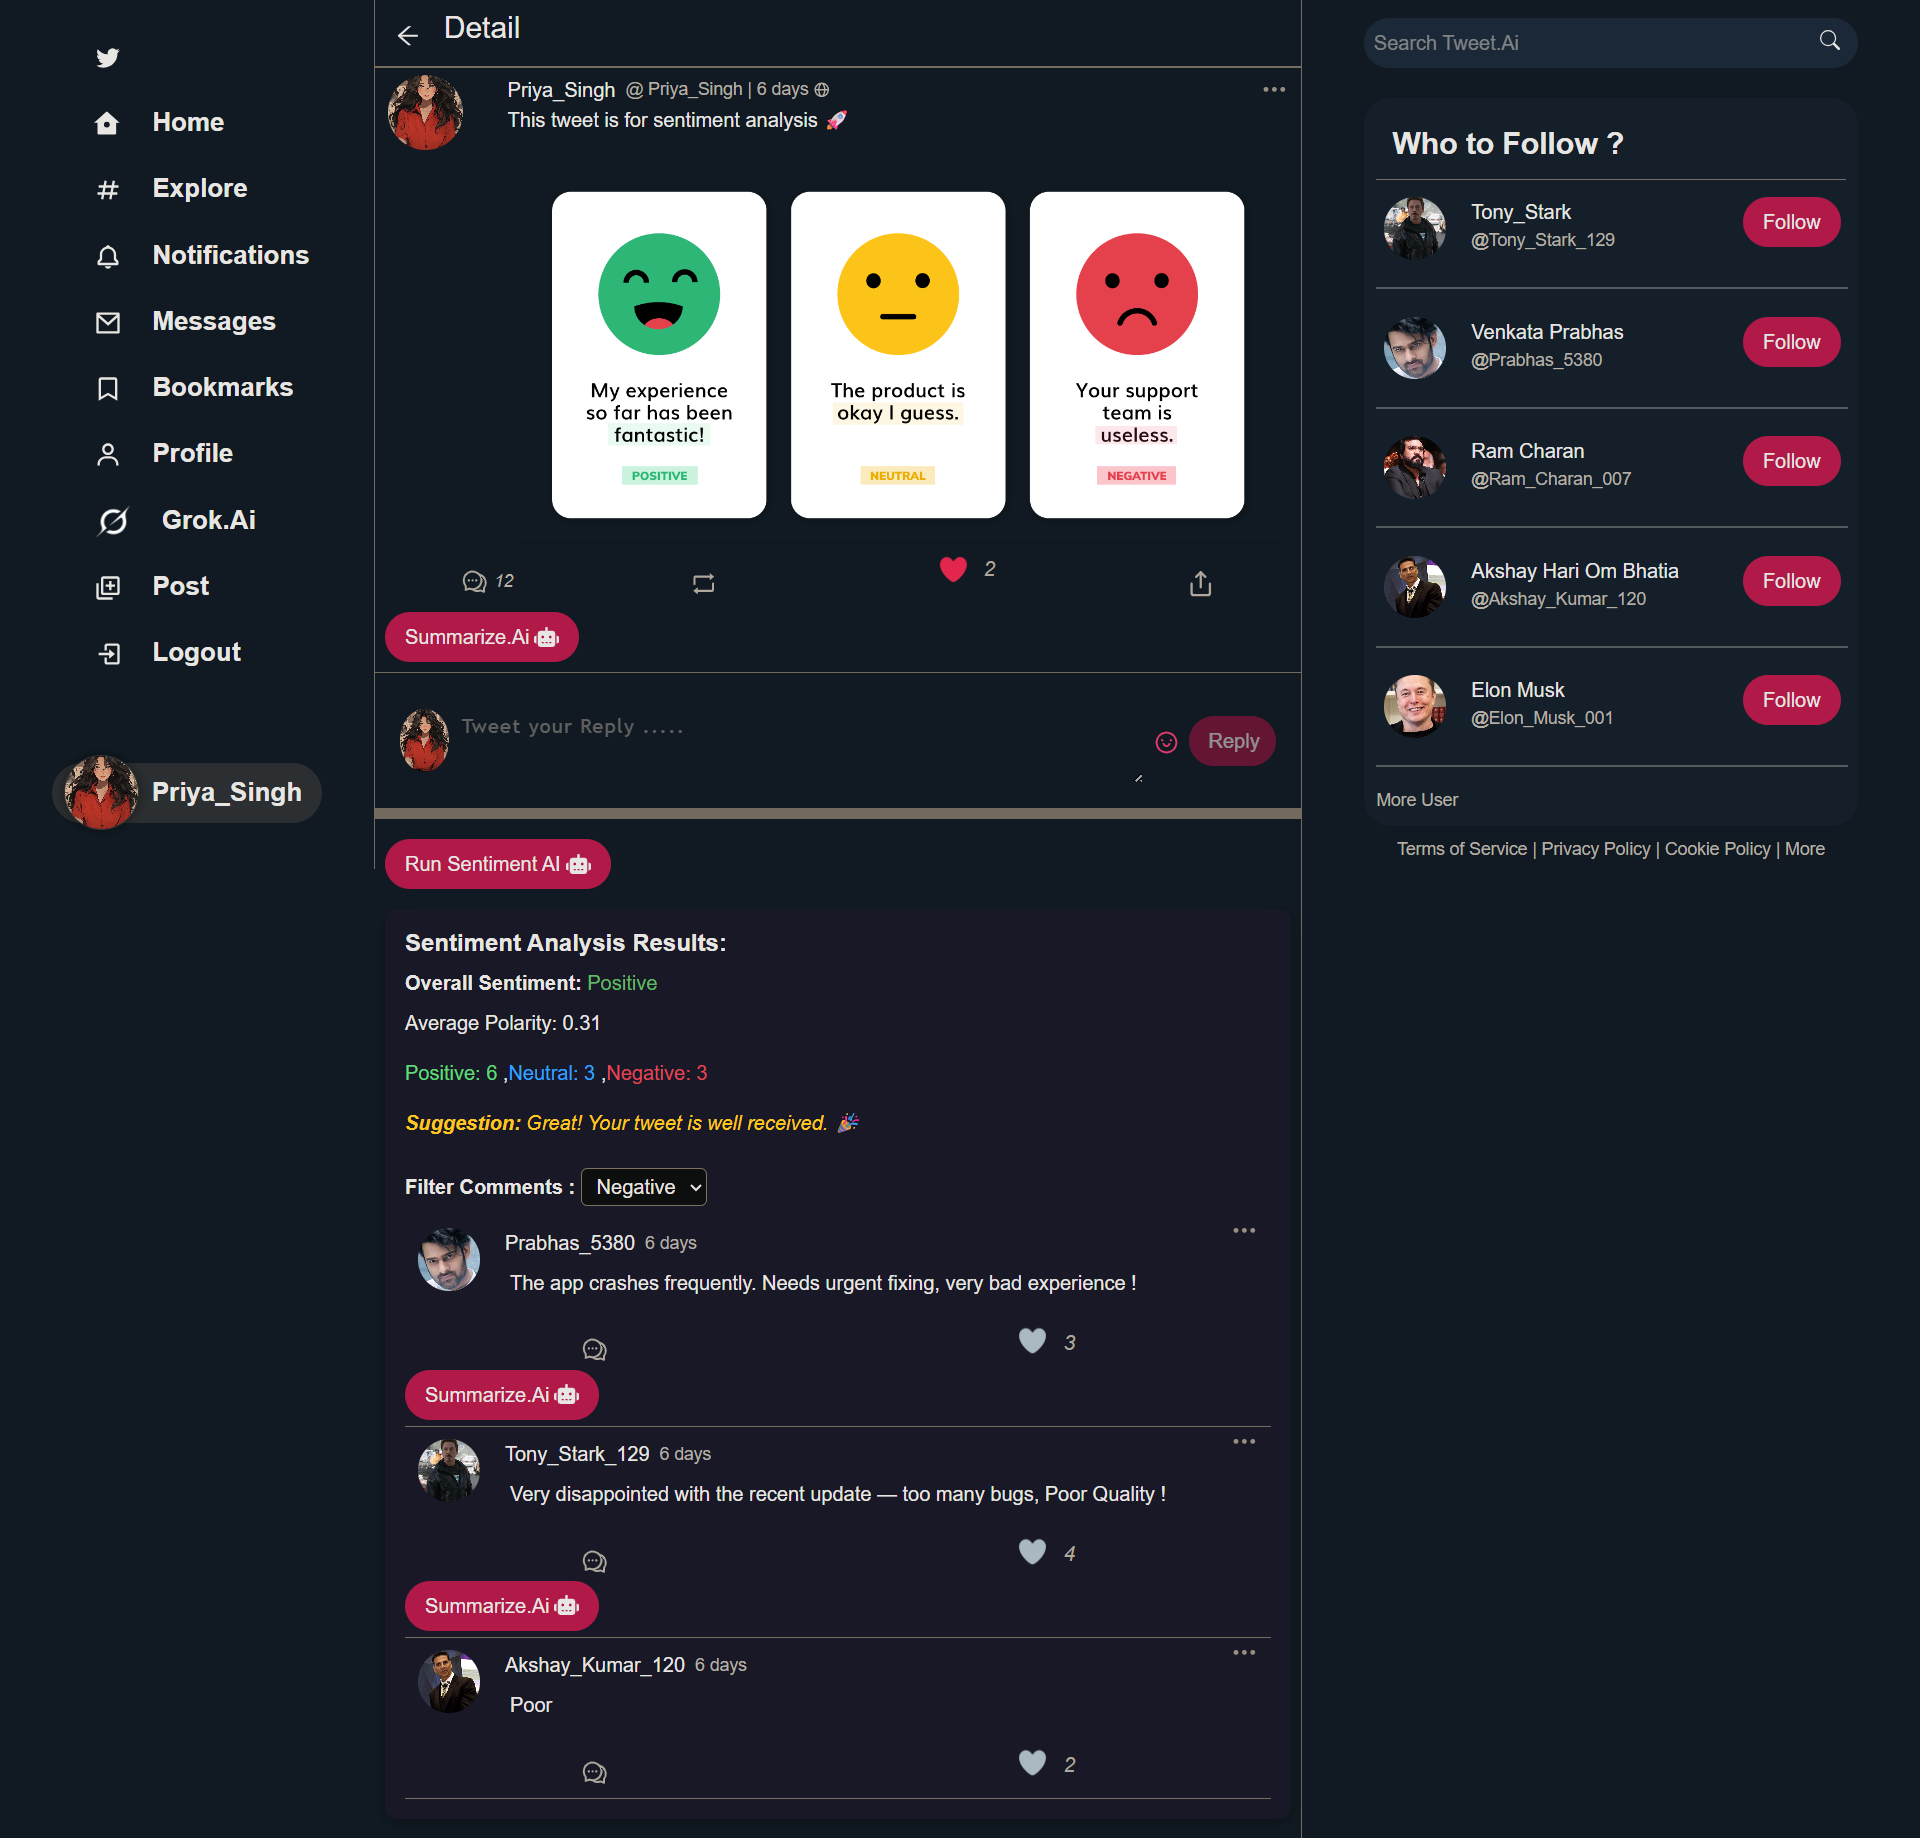 Home
Explore
Notifications
Messages
Bookmarks
Profile
Grok.Ai
Post
Logout
Priya_Singh
Detail
Priya_Singh @ Priya_Singh | 6 days
This tweet is for sentiment analysis 🚀
My experience
so far has been
fantastic!
POSITIVE
The product is
okay I guess.
NEUTRAL
Your support
team is
useless.
NEGATIVE
12
2
Summarize.Ai
Tweet your Reply .....
Reply
Run Sentiment AI
Sentiment Analysis Results:
Overall Sentiment: Positive
Average Polarity: 0.31
Positive: 6 ,Neutral: 3 ,Negative: 3
Suggestion: Great! Your tweet is well received. 🎉
Filter Comments : Negative
Prabhas_5380 6 days
The app crashes frequently. Needs urgent fixing, very bad experience !
3
Summarize.Ai
Tony_Stark_129 6 days
Very disappointed with the recent update — too many bugs, Poor Quality !
4
Summarize.Ai
Akshay_Kumar_120 6 days
Poor
2
Search Tweet.Ai
Who to Follow ?
Tony_Stark
@Tony_Stark_129
Follow
Venkata Prabhas
@Prabhas_5380
Follow
Ram Charan
@Ram_Charan_007
Follow
Akshay Hari Om Bhatia
@Akshay_Kumar_120
Follow
Elon Musk
@Elon_Musk_001
Follow
More User
Terms of Service | Privacy Policy | Cookie Policy | More